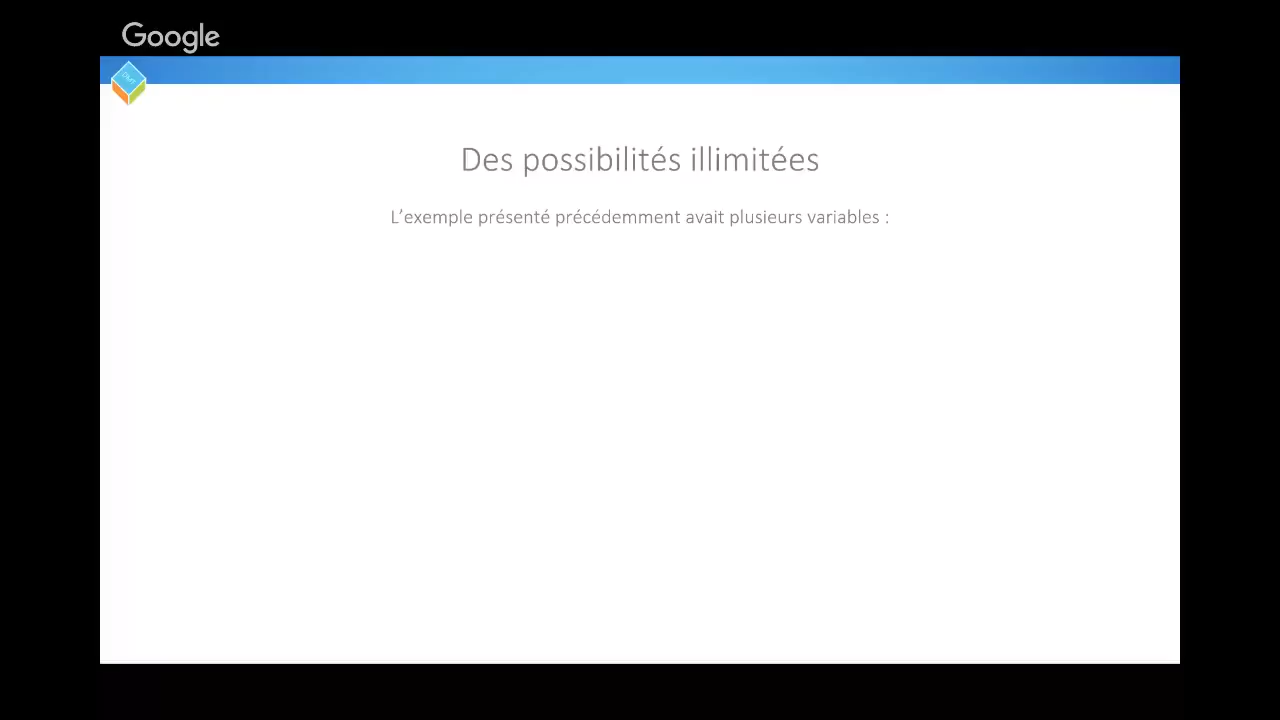 Google
Des possibilités illimitées
L’exemple présenté précédemment avait plusieurs variables :